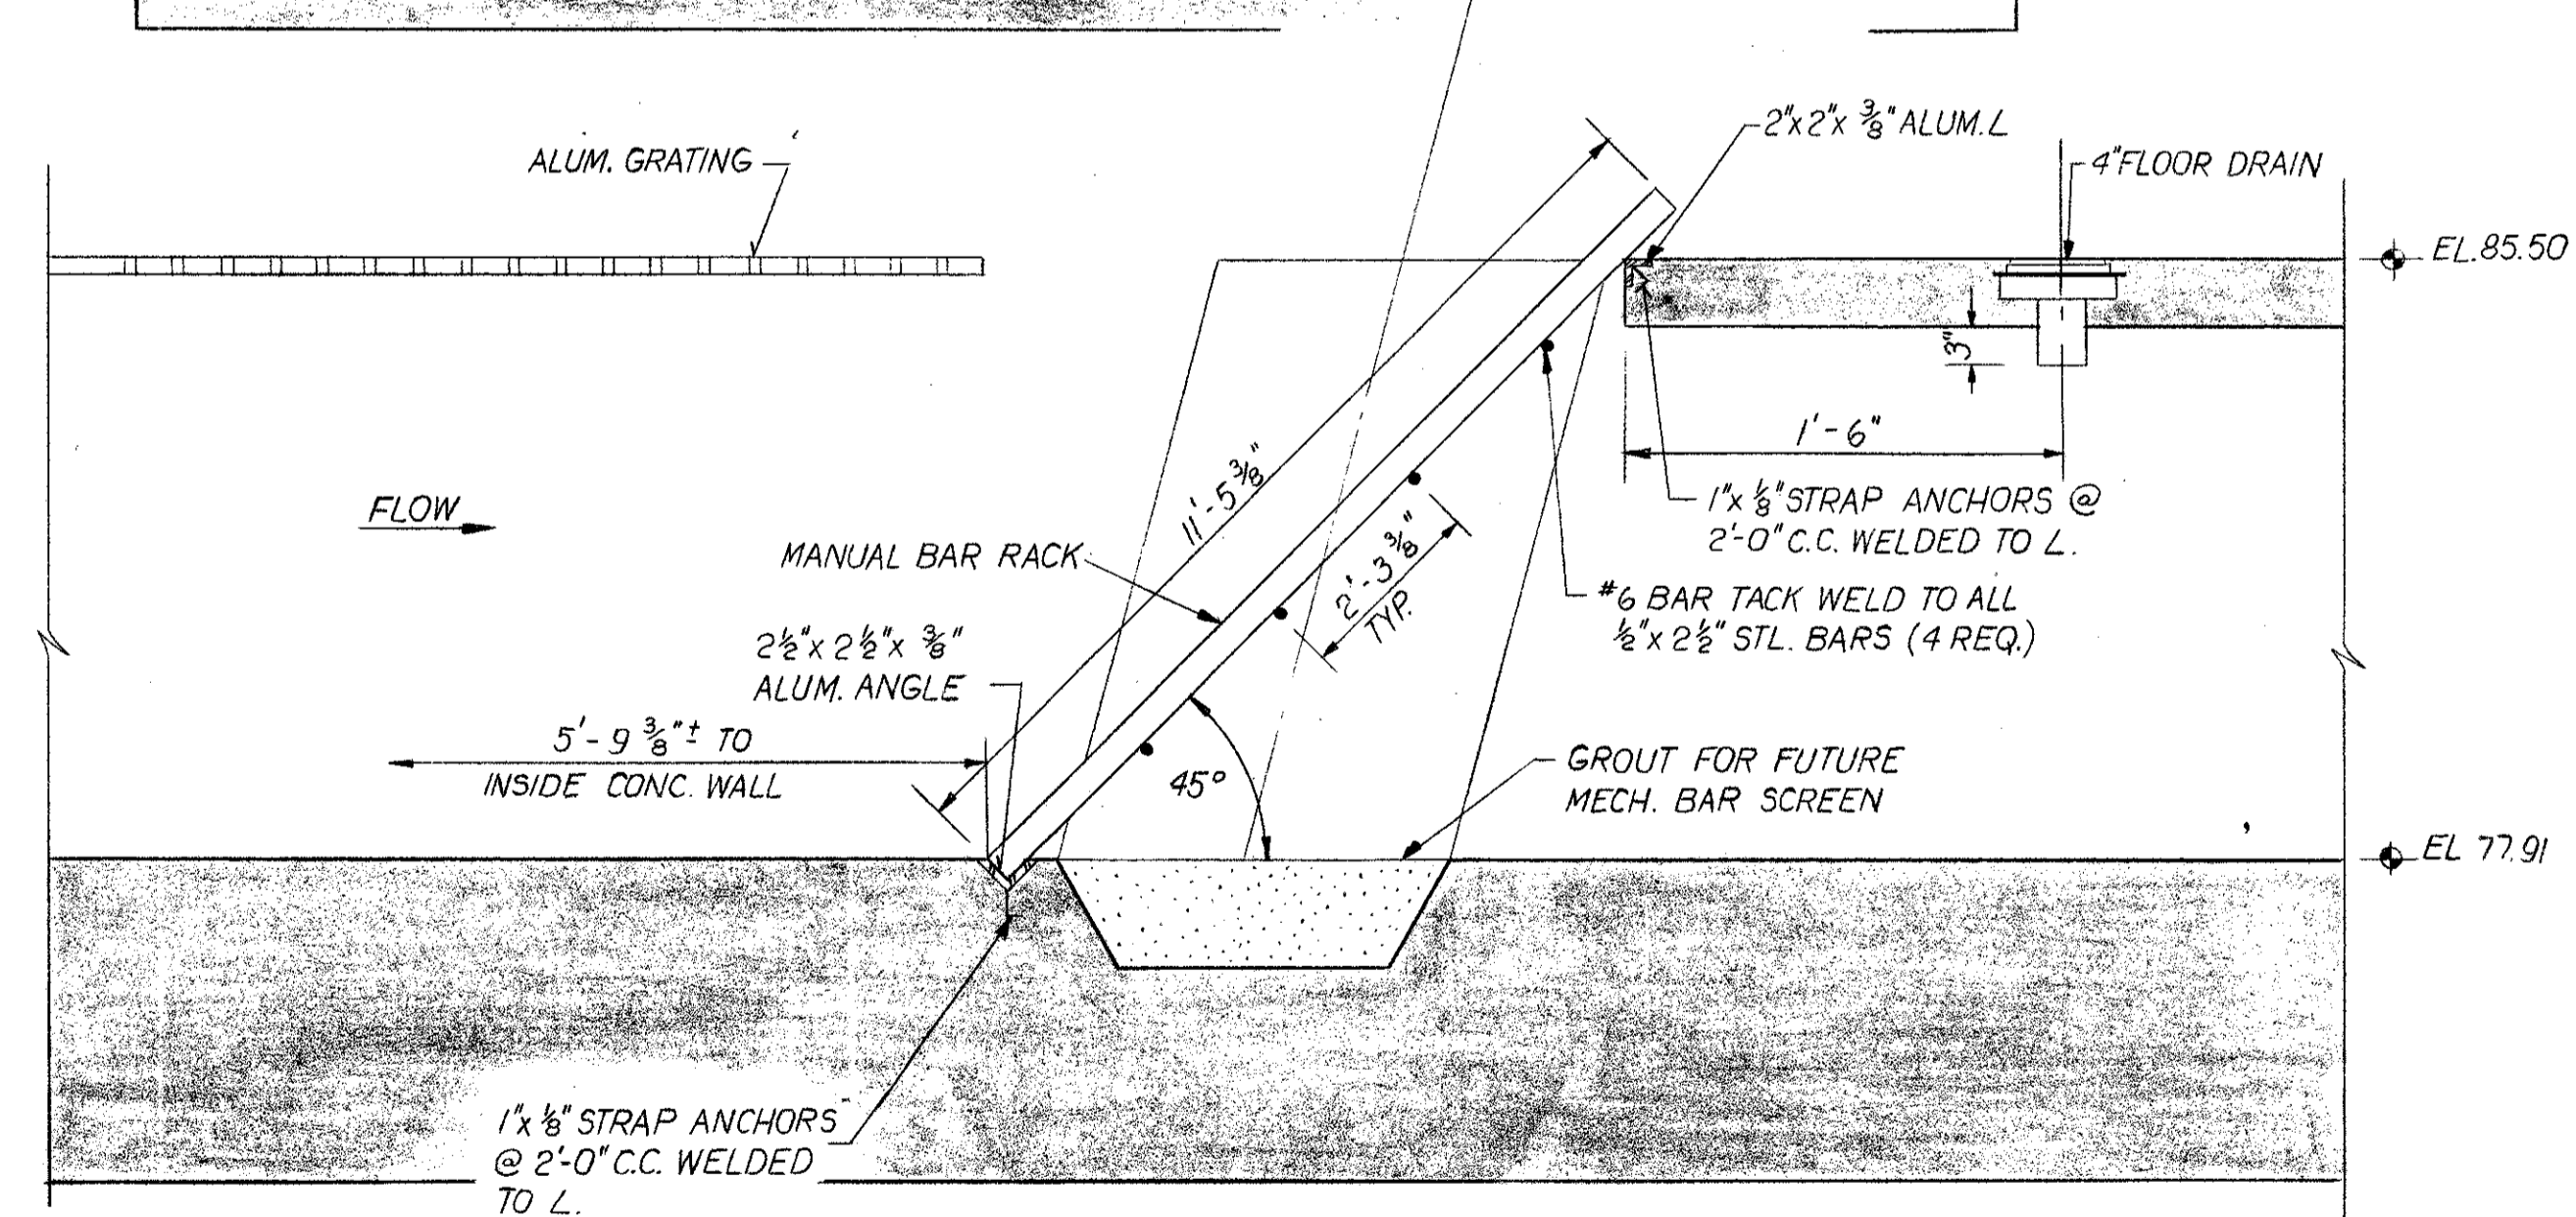 2"x2"x 3/8" ALUM.L
ALUM. GRATING
4"FLOOR DRAIN
EL.85.50
3"
1'-6"
11'-5 3/8"
FLOW
1"x 1/8" STRAP ANCHORS @
2'-0" C.C. WELDED TO L.
MANUAL BAR RACK
2'-3 3/8"
TYP.
#6 BAR TACK WELD TO ALL
1/2"x 2 1/2" STL. BARS (4 REQ.)
2 1/2"x 2 1/2"x 3/8"
ALUM. ANGLE
5'-9 3/8"± TO
INSIDE CONC. WALL
45°
GROUT FOR FUTURE
MECH. BAR SCREEN
EL 77.91
1"x 1/8" STRAP ANCHORS
@ 2'-0" C.C. WELDED
TO L.